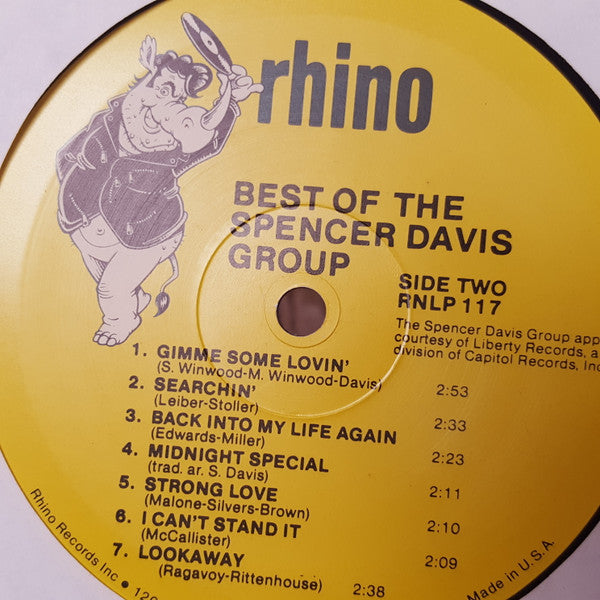 rhino
BEST OF THE
SPENCER DAVIS
GROUP
SIDE TWO
RNLP 117
The Spencer Davis Group
courtesy of Liberty Records, a
division of Capitol Records, Inc
1. GIMME SOME LOVIN' 2:53
(S. Winwood-M. Winwood-Davis)
2. SEARCHIN' 2:33
(Leiber-Stoller)
3. BACK INTO MY LIFE AGAIN 2:23
(Edwards-Miller)
4. MIDNIGHT SPECIAL 2:11
(trad. ar. S. Davis)
5. STRONG LOVE 2:10
(Malone-Silvers-Brown)
6. I CAN'T STAND IT 2:09
(McCallister)
7. LOOKAWAY 2:38
(Ragavoy-Rittenhouse)
Rhino Records Inc •
Made in U.S.A.